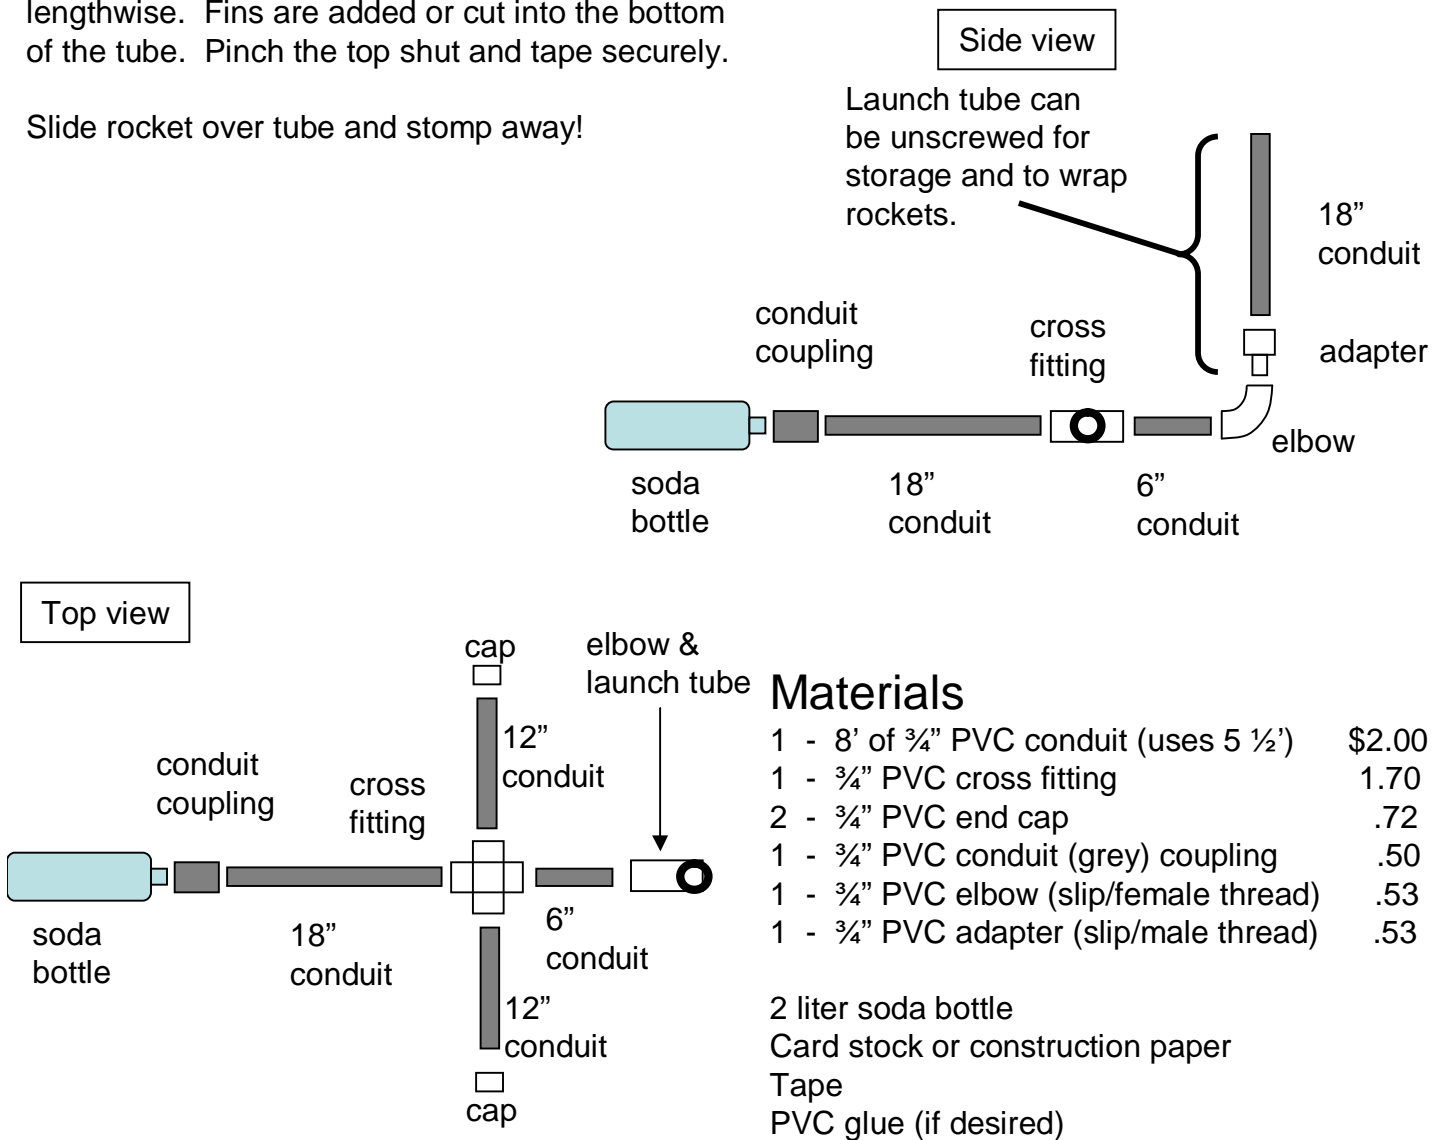 lengthwise.  Fins are added or cut into the bottom
of the tube.  Pinch the top shut and tape securely.
Slide rocket over tube and stomp away!
Side view
Launch tube can
be unscrewed for
storage and to wrap
rockets.
18”
conduit
conduit
coupling
cross
fitting
adapter
elbow
soda
bottle
18”
conduit
6”
conduit
Top view
cap
elbow &
launch tube
12”
conduit
conduit
coupling
cross
fitting
soda
bottle
18”
conduit
6”
conduit
12”
conduit
cap
Materials
1 - 8’ of ¾” PVC conduit (uses 5 ½’) $2.00
1 - ¾” PVC cross fitting 1.70
2 - ¾” PVC end cap .72
1 - ¾” PVC conduit (grey) coupling .50
1 - ¾” PVC elbow (slip/female thread) .53
1 - ¾” PVC adapter (slip/male thread) .53
2 liter soda bottle
Card stock or construction paper
Tape
PVC glue (if desired)